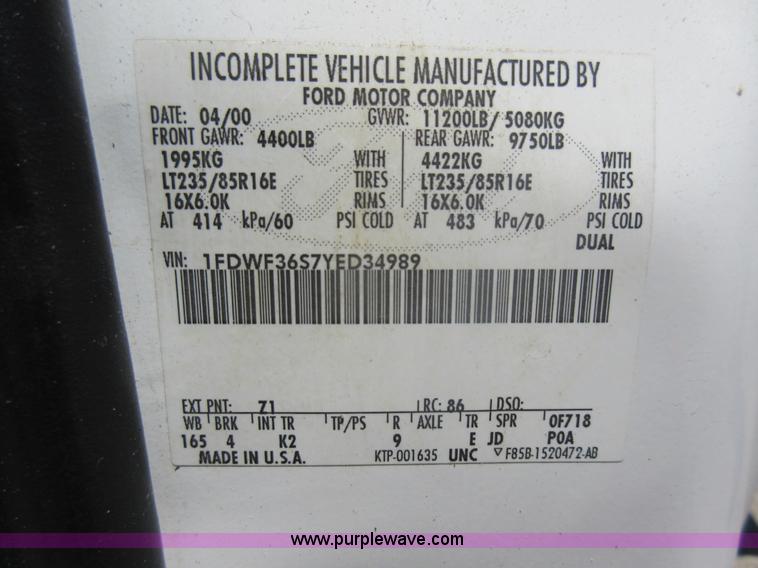 INCOMPLETE VEHICLE MANUFACTURED BY
FORD MOTOR COMPANY
DATE: 04/00 GVWR: 11200LB/ 5080KG
FRONT GAWR: 4400LB REAR GAWR: 9750LB
1995KG WITH 4422KG WITH
LT235/85R16E TIRES LT235/85R16E TIRES
16X6.0K RIMS 16X6.0K RIMS
AT 414 kPa/60 PSI COLD AT 483 kPa/70 PSI COLD
DUAL
VIN: 1FDWF36S7YED34989
EXT PNT: Z1 RC: 86 DSO:
WB BRK INT TR TP/PS R AXLE TR SPR 0F718
165 4 K2 9 E JD P0A
MADE IN U.S.A. KTP-001635 UNC ▽ F85B-1520472-AB
www.purplewave.com